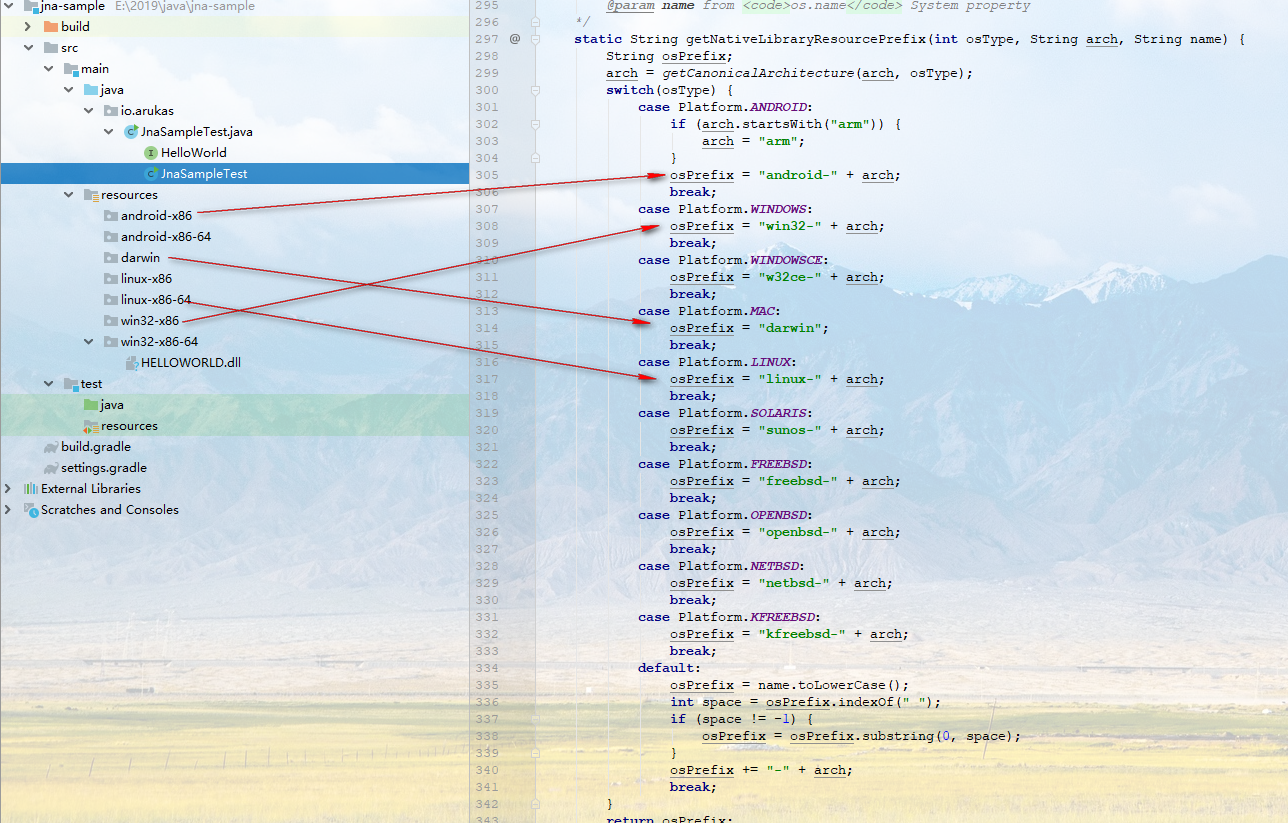 jna-sample E:\2019\java\jna-sample
build
src
main
java
io.arukas
JnaSampleTest.java
HelloWorld
JnaSampleTest
resources
android-x86
android-x86-64
darwin
linux-x86
linux-x86-64
win32-x86
win32-x86-64
HELLOWORLD.dll
test
java
resources
build.gradle
settings.gradle
External Libraries
Scratches and Consoles
295 @param name from <code>os.name</code> System property
296 */
297 @ static String getNativeLibraryResourcePrefix(int osType, String arch, String name) {
298 String osPrefix;
299 arch = getCanonicalArchitecture(arch, osType);
300 switch(osType) {
301 case Platform.ANDROID:
302 if (arch.startsWith("arm")) {
303 arch = "arm";
304 }
305 osPrefix = "android-" + arch;
306 break;
307 case Platform.WINDOWS:
308 osPrefix = "win32-" + arch;
309 break;
310 case Platform.WINDOWSCE:
311 osPrefix = "w32ce-" + arch;
312 break;
313 case Platform.MAC:
314 osPrefix = "darwin";
315 break;
316 case Platform.LINUX:
317 osPrefix = "linux-" + arch;
318 break;
319 case Platform.SOLARIS:
320 osPrefix = "sunos-" + arch;
321 break;
322 case Platform.FREEBSD:
323 osPrefix = "freebsd-" + arch;
324 break;
325 case Platform.OPENBSD:
326 osPrefix = "openbsd-" + arch;
327 break;
328 case Platform.NETBSD:
329 osPrefix = "netbsd-" + arch;
330 break;
331 case Platform.KFREEBSD:
332 osPrefix = "kfreebsd-" + arch;
333 break;
334 default:
335 osPrefix = name.toLowerCase();
336 int space = osPrefix.indexOf(" ");
337 if (space != -1) {
338 osPrefix = osPrefix.substring(0, space);
339 }
340 osPrefix += "-" + arch;
341 break;
342 }
343 return osPrefix;